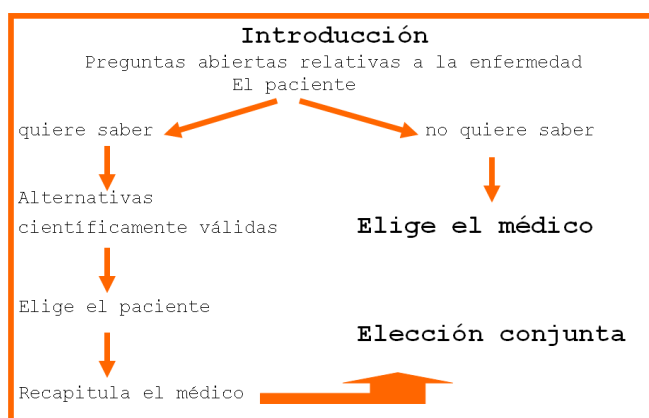 Introducción
Preguntas abiertas relativas a la enfermedad
El paciente
quiere saber
no quiere saber
Alternativas
científicamente válidas
Elige el médico
Elige el paciente
Elección conjunta
Recapitula el médico